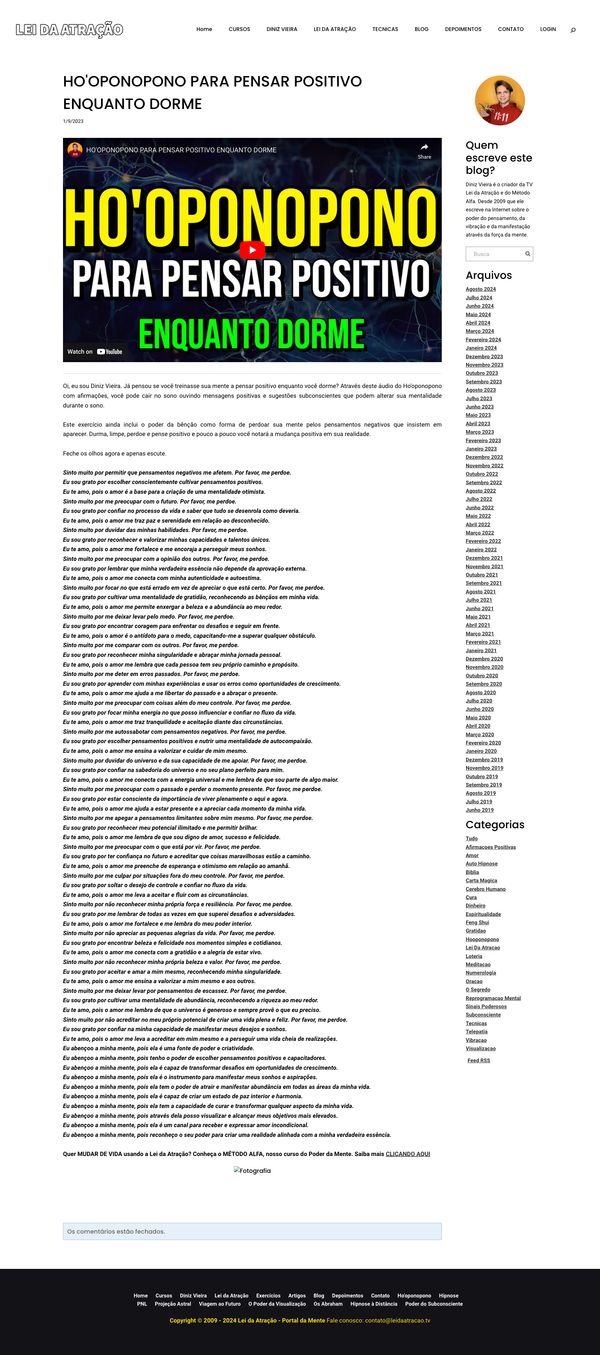 LEI DA ATRAÇÃO
Home CURSOS DINIZ VIEIRA LEI DA ATRAÇÃO TECNICAS BLOG DEPOIMENTOS CONTATO LOGIN
HO'OPONOPONO PARA PENSAR POSITIVO
ENQUANTO DORME
1/9/2023
HO'OPONOPONO PARA PENSAR POSITIVO ENQUANTO DORME
Share
HO'OPONOPONO
PARA PENSAR POSITIVO
ENQUANTO DORME
Watch on YouTube
Oi, eu sou Diniz Vieira. Já pensou se você treinasse sua mente a pensar positivo enquanto você dorme? Através deste áudio do Ho'oponopono
com afirmações, você pode cair no sono ouvindo mensagens positivas e sugestões subconscientes que podem alterar sua mentalidade
durante o sono.
Este exercício ainda inclui o poder da bênção como forma de perdoar sua mente pelos pensamentos negativos que insistem em
aparecer. Durma, limpe, perdoe e pense positivo e pouco a pouco você notará a mudança positiva em sua realidade.
Feche os olhos agora e apenas escute.
Sinto muito por permitir que pensamentos negativos me afetem. Por favor, me perdoe.
Eu sou grato por escolher conscientemente cultivar pensamentos positivos.
Eu te amo, pois o amor é a base para a criação de uma mentalidade otimista.
Sinto muito por me preocupar com o futuro. Por favor, me perdoe.
Eu sou grato por confiar no processo da vida e saber que tudo se desenrola como deveria.
Eu te amo, pois o amor me traz paz e serenidade em relação ao desconhecido.
Sinto muito por duvidar das minhas habilidades. Por favor, me perdoe.
Eu sou grato por reconhecer e valorizar minhas capacidades e talentos únicos.
Eu te amo, pois o amor me fortalece e me encoraja a perseguir meus sonhos.
Sinto muito por me preocupar com a opinião dos outros. Por favor, me perdoe.
Eu sou grato por lembrar que minha verdadeira essência não depende da aprovação externa.
Eu te amo, pois o amor me conecta com minha autenticidade e autoestima.
Sinto muito por focar no que está errado em vez de apreciar o que está certo. Por favor, me perdoe.
Eu sou grato por cultivar uma mentalidade de gratidão, reconhecendo as bênçãos em minha vida.
Eu te amo, pois o amor me permite enxergar a beleza e a abundância ao meu redor.
Sinto muito por me deixar levar pelo medo. Por favor, me perdoe.
Eu sou grato por encontrar coragem para enfrentar os desafios e seguir em frente.
Eu te amo, pois o amor é o antídoto para o medo, capacitando-me a superar qualquer obstáculo.
Sinto muito por me comparar com os outros. Por favor, me perdoe.
Eu sou grato por reconhecer minha singularidade e abraçar minha jornada pessoal.
Eu te amo, pois o amor me lembra que cada pessoa tem seu próprio caminho e propósito.
Sinto muito por me deter em erros passados. Por favor, me perdoe.
Eu sou grato por aprender com minhas experiências e usar os erros como oportunidades de crescimento.
Eu te amo, pois o amor me ajuda a me libertar do passado e a abraçar o presente.
Sinto muito por me preocupar com coisas além do meu controle. Por favor, me perdoe.
Eu sou grato por focar minha energia no que posso influenciar e confiar no fluxo da vida.
Eu te amo, pois o amor me traz tranquilidade e aceitação diante das circunstâncias.
Sinto muito por me autossabotar com pensamentos negativos. Por favor, me perdoe.
Eu sou grato por escolher pensamentos positivos e nutrir uma mentalidade de autocompaixão.
Eu te amo, pois o amor me ensina a valorizar e cuidar de mim mesmo.
Sinto muito por duvidar do universo e da sua capacidade de me apoiar. Por favor, me perdoe.
Eu sou grato por confiar na sabedoria do universo e no seu plano perfeito para mim.
Eu te amo, pois o amor me conecta com a energia universal e me lembra de que sou parte de algo maior.
Sinto muito por me preocupar com o passado e perder o momento presente. Por favor, me perdoe.
Eu sou grato por estar consciente da importância de viver plenamente o aqui e agora.
Eu te amo, pois o amor me ajuda a estar presente e a apreciar cada momento da minha vida.
Sinto muito por me apegar a pensamentos limitantes sobre mim mesmo. Por favor, me perdoe.
Eu sou grato por reconhecer meu potencial ilimitado e me permitir brilhar.
Eu te amo, pois o amor me lembra de que sou digno de amor, sucesso e felicidade.
Sinto muito por me preocupar com o que está por vir. Por favor, me perdoe.
Eu sou grato por ter confiança no futuro e acreditar que coisas maravilhosas estão a caminho.
Eu te amo, pois o amor me preenche de esperança e otimismo em relação ao amanhã.
Sinto muito por me culpar por situações fora do meu controle. Por favor, me perdoe.
Eu sou grato por soltar o desejo de controle e confiar no fluxo da vida.
Eu te amo, pois o amor me leva a aceitar e fluir com as circunstâncias.
Sinto muito por não reconhecer minha própria força e resiliência. Por favor, me perdoe.
Eu sou grato por me lembrar de todas as vezes em que superei desafios e adversidades.
Eu te amo, pois o amor me fortalece e me lembra do meu poder interior.
Sinto muito por não apreciar as pequenas alegrias da vida. Por favor, me perdoe.
Eu sou grato por encontrar beleza e felicidade nos momentos simples e cotidianos.
Eu te amo, pois o amor me conecta com a gratidão e a alegria de estar vivo.
Sinto muito por não reconhecer minha própria beleza e valor. Por favor, me perdoe.
Eu sou grato por aceitar e amar a mim mesmo, reconhecendo minha singularidade.
Eu te amo, pois o amor me ensina a valorizar a mim mesmo e aos outros.
Sinto muito por me deixar levar por pensamentos de escassez. Por favor, me perdoe.
Eu sou grato por cultivar uma mentalidade de abundância, reconhecendo a riqueza ao meu redor.
Eu te amo, pois o amor me lembra de que o universo é generoso e sempre provê o que eu preciso.
Sinto muito por não acreditar no meu próprio potencial de criar uma vida plena e feliz. Por favor, me perdoe.
Eu sou grato por confiar na minha capacidade de manifestar meus desejos e sonhos.
Eu te amo, pois o amor me leva a acreditar em mim mesmo e a perseguir uma vida cheia de realizações.
Eu abençoo a minha mente, pois ela é uma fonte de poder e criatividade.
Eu abençoo a minha mente, pois tenho o poder de escolher pensamentos positivos e capacitadores.
Eu abençoo a minha mente, pois ela é capaz de transformar desafios em oportunidades de crescimento.
Eu abençoo a minha mente, pois ela é o instrumento para manifestar meus sonhos e aspirações.
Eu abençoo a minha mente, pois ela tem o poder de atrair e manifestar abundância em todas as áreas da minha vida.
Eu abençoo a minha mente, pois ela é capaz de criar um estado de paz interior e harmonia.
Eu abençoo a minha mente, pois ela tem a capacidade de curar e transformar qualquer aspecto da minha vida.
Eu abençoo a minha mente, pois através dela posso visualizar e alcançar meus objetivos mais elevados.
Eu abençoo a minha mente, pois ela é um canal para receber e expressar amor incondicional.
Eu abençoo a minha mente, pois reconheço o seu poder para criar uma realidade alinhada com a minha verdadeira essência.
Quer MUDAR DE VIDA usando a Lei da Atração? Conheça o MÉTODO ALFA, nosso curso do Poder da Mente. Saiba mais CLICANDO AQUI
Fotografia
Os comentários estão fechados.
11:11
Quem
escreve este
blog?
Diniz Vieira é o criador da TV
Lei da Atração e do Método
Alfa. Desde 2009 que ele
escreve na Internet sobre o
poder do pensamento, da
vibração e da manifestação
através da força da mente.
Busca
Arquivos
Agosto 2024
Julho 2024
Junho 2024
Maio 2024
Abril 2024
Março 2024
Fevereiro 2024
Janeiro 2024
Dezembro 2023
Novembro 2023
Outubro 2023
Setembro 2023
Agosto 2023
Julho 2023
Junho 2023
Maio 2023
Abril 2023
Março 2023
Fevereiro 2023
Janeiro 2023
Dezembro 2022
Novembro 2022
Outubro 2022
Setembro 2022
Agosto 2022
Julho 2022
Junho 2022
Maio 2022
Abril 2022
Março 2022
Fevereiro 2022
Janeiro 2022
Dezembro 2021
Novembro 2021
Outubro 2021
Setembro 2021
Agosto 2021
Julho 2021
Junho 2021
Maio 2021
Abril 2021
Março 2021
Fevereiro 2021
Janeiro 2021
Dezembro 2020
Novembro 2020
Outubro 2020
Setembro 2020
Agosto 2020
Julho 2020
Junho 2020
Maio 2020
Abril 2020
Março 2020
Fevereiro 2020
Janeiro 2020
Dezembro 2019
Novembro 2019
Outubro 2019
Setembro 2019
Agosto 2019
Julho 2019
Junho 2019
Categorias
Tudo
Afirmacoes Positivas
Amor
Auto Hipnose
Biblia
Carta Magica
Cerebro Humano
Cura
Dinheiro
Espiritualidade
Feng Shui
Gratidao
Hooponopono
Lei Da Atracao
Loteria
Meditacao
Numerologia
Oracao
O Segredo
Reprogramacao Mental
Sinais Poderosos
Subconsciente
Tecnicas
Telepatia
Vibracao
Visualizacao
Feed RSS
Home Cursos Diniz Vieira Lei da Atração Exercícios Artigos Blog Depoimentos Contato Ho'oponopono Hipnose
PNL Projeção Astral Viagem ao Futuro O Poder da Visualização Os Abraham Hipnose à Distância Poder do Subconsciente
Copyright © 2009 - 2024 Lei da Atração - Portal da Mente Fale conosco: contato@leidaatracao.tv